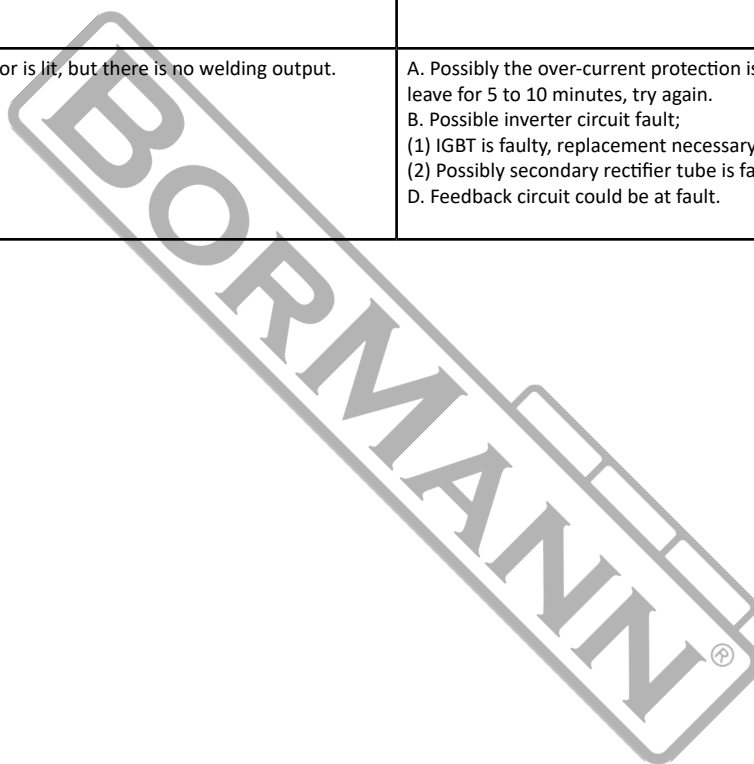 or is lit, but there is no welding output.
A. Possibly the over-current protection is
leave for 5 to 10 minutes, try again.
B. Possible inverter circuit fault;
(1) IGBT is faulty, replacement necessary
(2) Possibly secondary rectifier tube is fa
D. Feedback circuit could be at fault.
BORMANN®